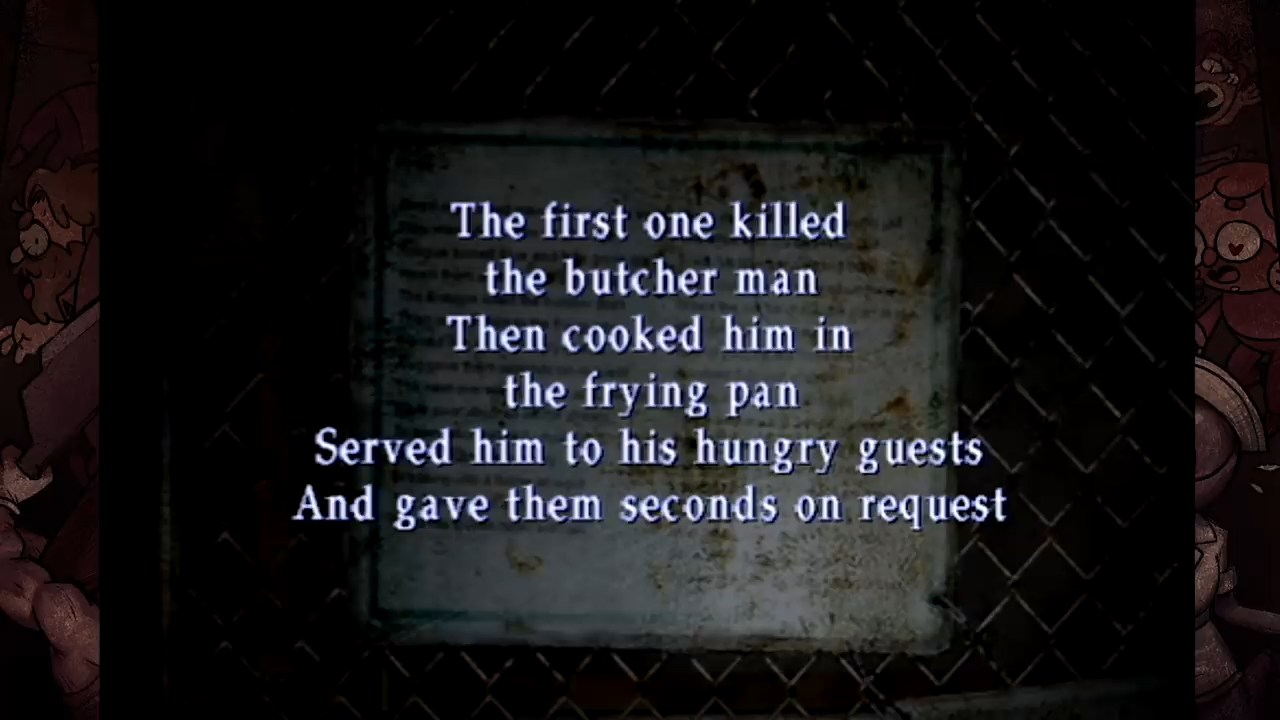 The first one killed
the butcher man
Then cooked him in
the frying pan
Served him to his hungry guests
And gave them seconds on request